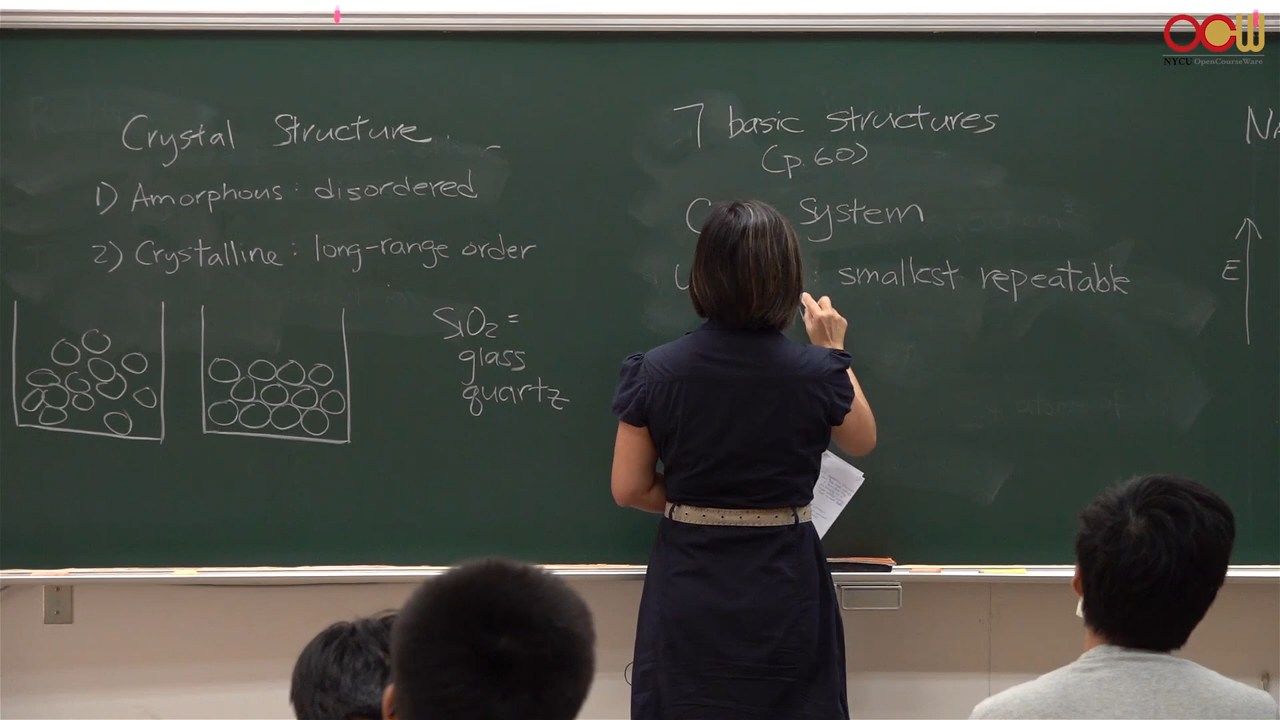 Crystal Structure.
1) Amorphous: disordered
2) Crystalline: long-range order
SiO2 =
glass
quartz
7 basic structures
(p.60)
System
: smallest repeatable
E
OCW
NYCU OpenCourseWare